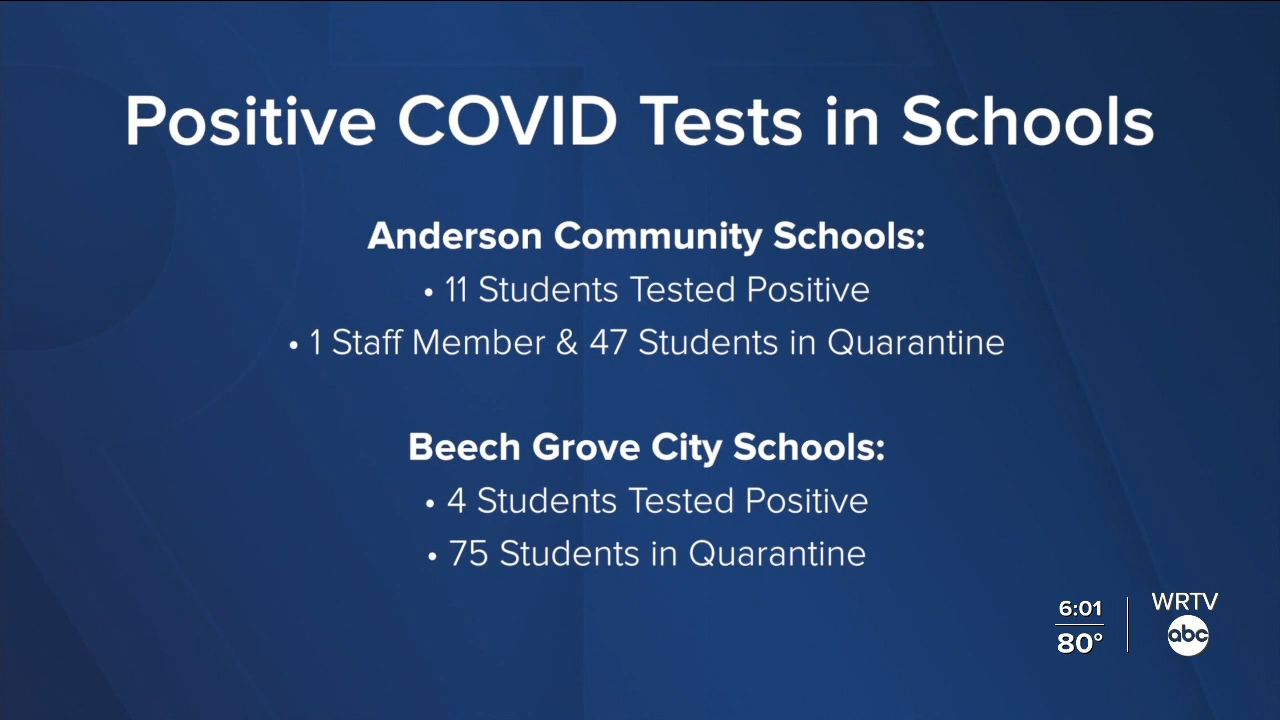 Positive COVID Tests in Schools
Anderson Community Schools:
• 11 Students Tested Positive
• 1 Staff Member & 47 Students in Quarantine
Beech Grove City Schools:
• 4 Students Tested Positive
• 75 Students in Quarantine
6:01
80°
WRTV
abc